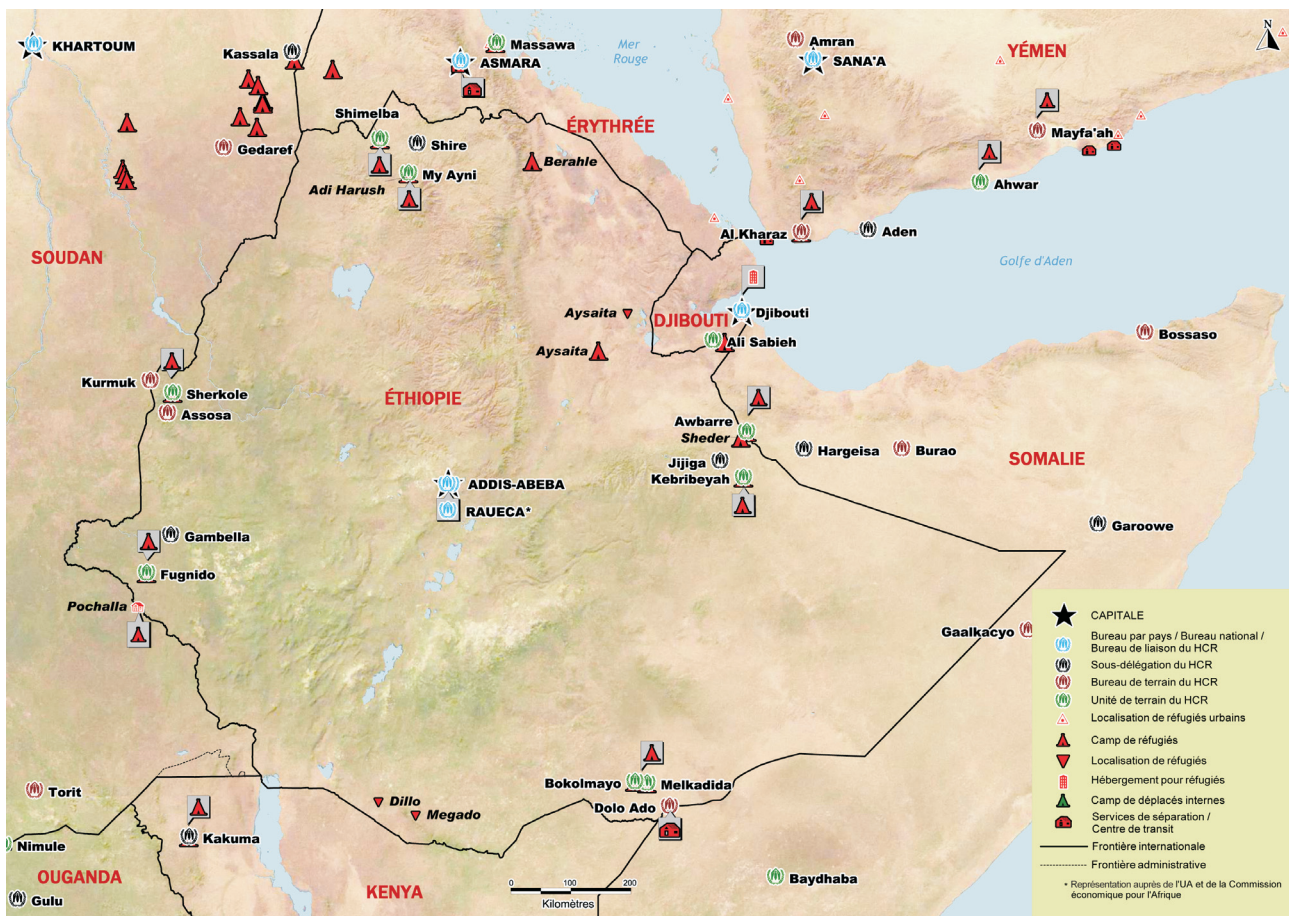 KHARTOUM
Kassala
ASMARA
Massawa
Mer
Rouge
Amran
SANA'A
YÉMEN
N
Shimelba
ÉRYTHRÉE
Gedaref
Shire
Mayfa'ah
Berahle
My Ayni
Adi Harush
Ahwar
Al Kharaz
Aden
SOUDAN
Golfe d'Aden
Aysaita
DJIBOUTI
Djibouti
Ali Sabieh
Bossaso
Aysaita
Kurmuk
Sherkole
Assosa
ÉTHIOPIE
Awbarre
Sheder
Hargeisa
Burao
SOMALIE
Jijiga
Kebribeyah
ADDIS-ABEBA
RAUECA*
Garoowe
Gambella
Fugnido
Pochalla
Gaalkacyo
Bokolmayo
Melkadida
Dolo Ado
Torit
Dillo
Megado
Kakuma
Nimule
OUGANDA
Gulu
KENYA
Baydhaba
0 100 200
Kilomètres
CAPITALE
Bureau par pays / Bureau national /
Bureau de liaison du HCR
Sous-délégation du HCR
Bureau de terrain du HCR
Unité de terrain du HCR
Localisation de réfugiés urbains
Camp de réfugiés
Localisation de réfugiés
Hébergement pour réfugiés
Camp de déplacés internes
Services de séparation /
Centre de transit
Frontière internationale
Frontière administrative
* Représentation auprès de l'UA et de la Commission
économique pour l'Afrique